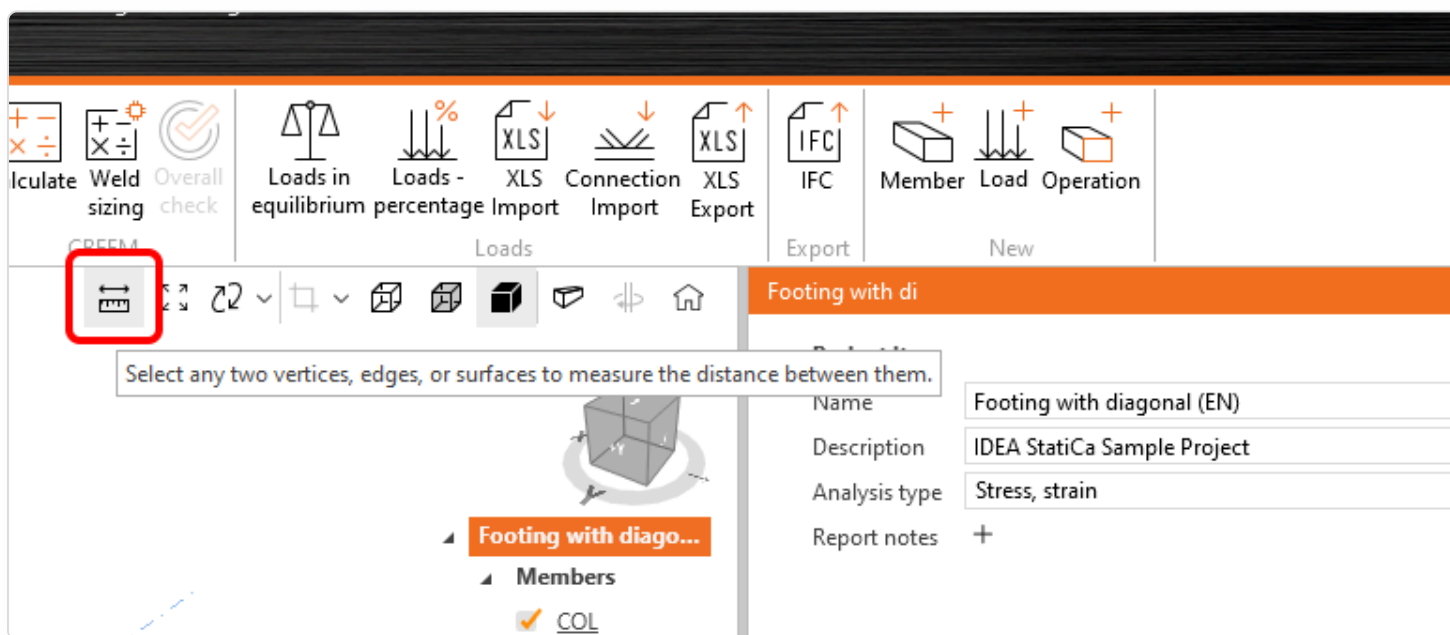 % XLS XLS IFC
lculate Weld sizing Overall check Loads in equilibrium Loads - percentage XLS Import Connection Import XLS Export IFC Member Load Operation
Loads Export New
Footing with di
Select any two vertices, edges, or surfaces to measure the distance between them.
Name Footing with diagonal (EN)
Description IDEA StatiCa Sample Project
Analysis type Stress, strain
Report notes +
Footing with diago...
Members
COL